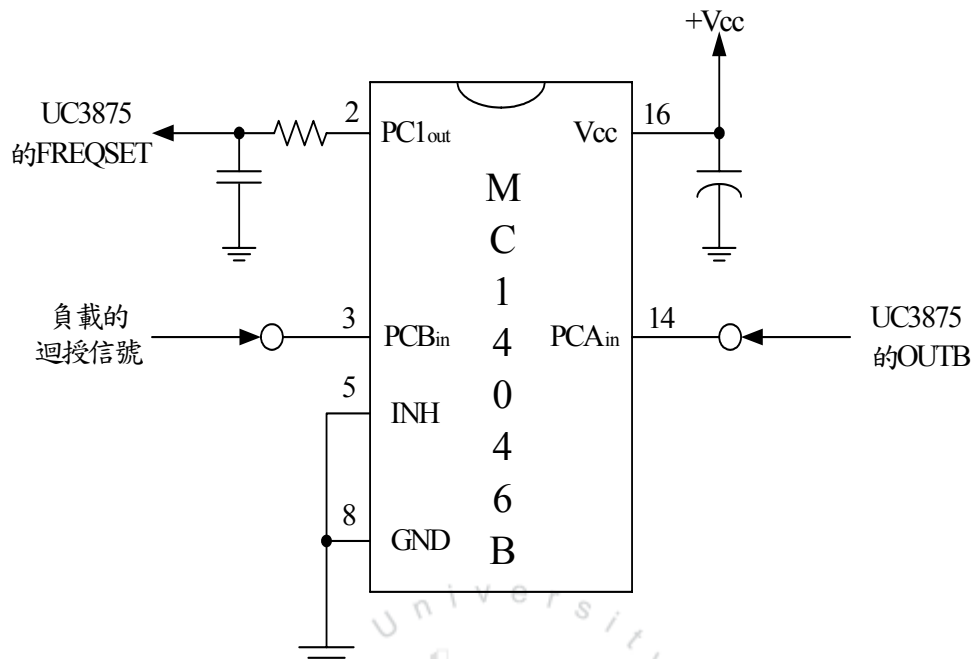 +Vcc
UC3875
的FREQSET
2
PC1out
Vcc
16
M
C
1
4
0
4
6
B
負載的
迴授信號
3
PCBin
PCAin
14
UC3875
的OUTB
5
INH
8
GND
Universit